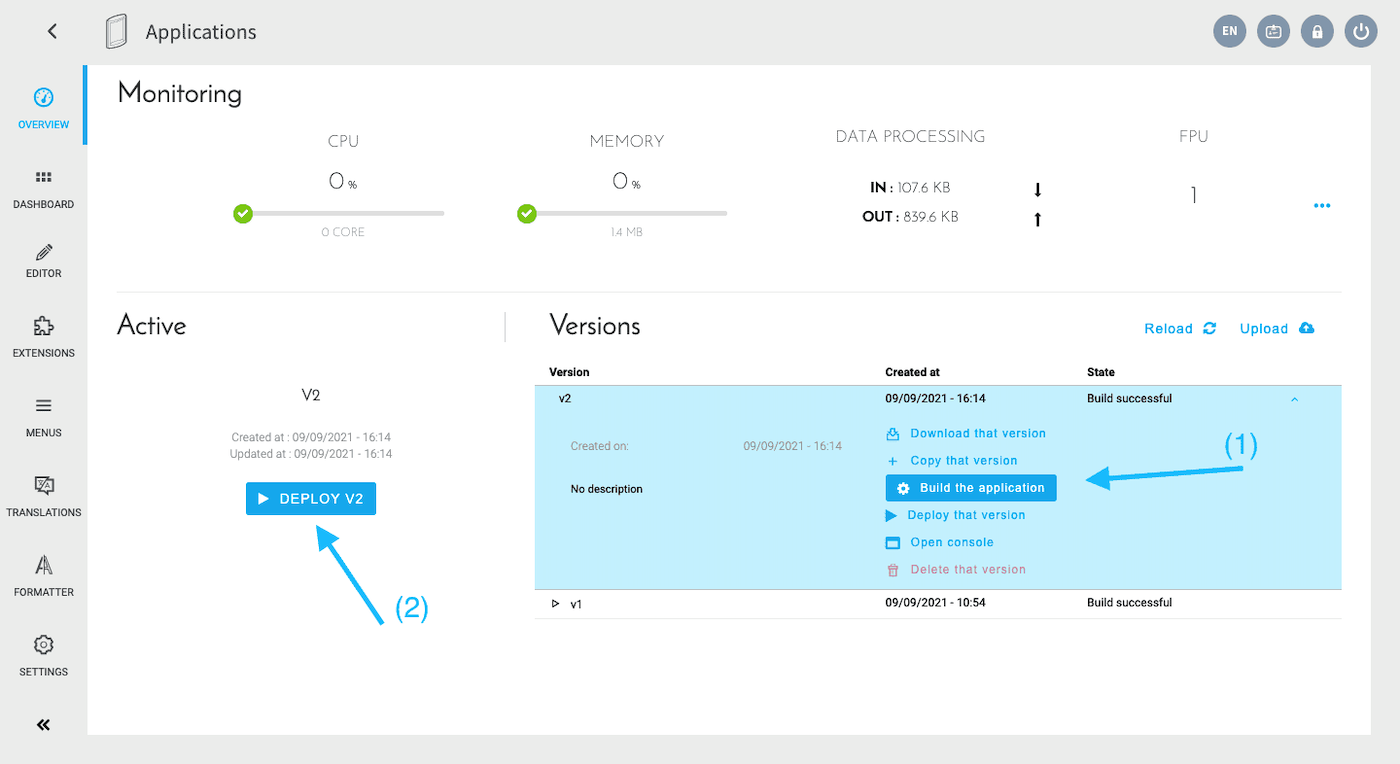 Applications
EN
OVERVIEW
DASHBOARD
EDITOR
EXTENSIONS
MENUS
TRANSLATIONS
FORMATTER
SETTINGS
Monitoring
CPU
0 %
0 CORE
MEMORY
0 %
1.4 MB
DATA PROCESSING
IN : 107.6 KB
OUT : 839.6 KB
FPU
1
Active
V2
Created at : 09/09/2021 - 16:14
Updated at : 09/09/2021 - 16:14
DEPLOY V2
(2)
Versions
Reload Upload
Version Created at State
v2 09/09/2021 - 16:14 Build successful
Created on: 09/09/2021 - 16:14
No description
Download that version
Copy that version
Build the application
Deploy that version
Open console
Delete that version
(1)
v1 09/09/2021 - 10:54 Build successful